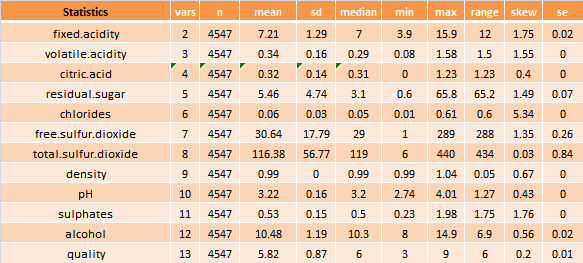 Statistics vars n mean sd median min max range skew se
fixed.acidity 2 4547 7.21 1.29 7 3.9 15.9 12 1.75 0.02
volatile.acidity 3 4547 0.34 0.16 0.29 0.08 1.58 1.5 1.55 0
citric.acid 4 4547 0.32 0.14 0.31 0 1.23 1.23 0.4 0
residual.sugar 5 4547 5.46 4.74 3.1 0.6 65.8 65.2 1.49 0.07
chlorides 6 4547 0.06 0.03 0.05 0.01 0.61 0.6 5.34 0
free.sulfur.dioxide 7 4547 30.64 17.79 29 1 289 288 1.35 0.26
total.sulfur.dioxide 8 4547 116.38 56.77 119 6 440 434 0.03 0.84
density 9 4547 0.99 0 0.99 0.99 1.04 0.05 0.67 0
pH 10 4547 3.22 0.16 3.2 2.74 4.01 1.27 0.43 0
sulphates 11 4547 0.53 0.15 0.5 0.23 1.98 1.75 1.76 0
alcohol 12 4547 10.48 1.19 10.3 8 14.9 6.9 0.56 0.02
quality 13 4547 5.82 0.87 6 3 9 6 0.2 0.01